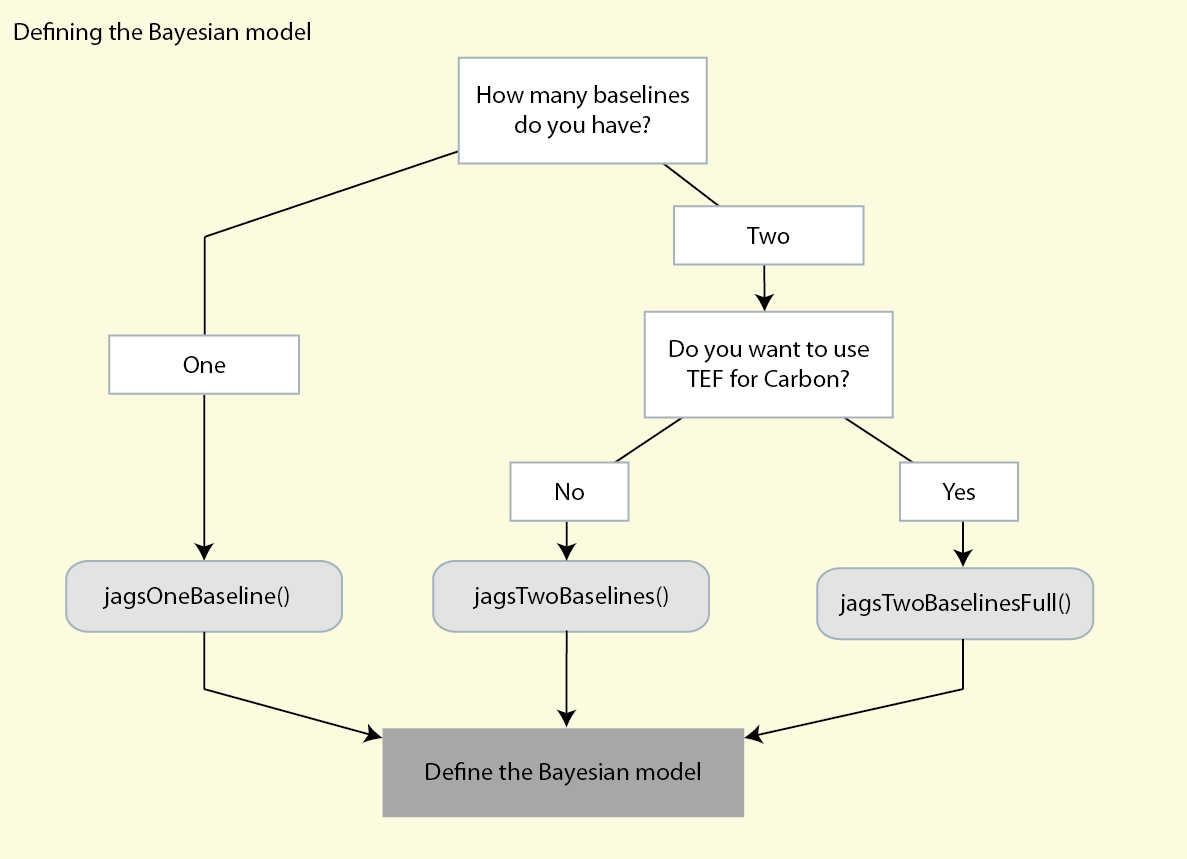 Defining the Bayesian model
How many baselines
do you have?
Two
Do you want to use
TEF for Carbon?
One
No
Yes
jagsOneBaseline()
jagsTwoBaselines()
jagsTwoBaselinesFull()
Define the Bayesian model